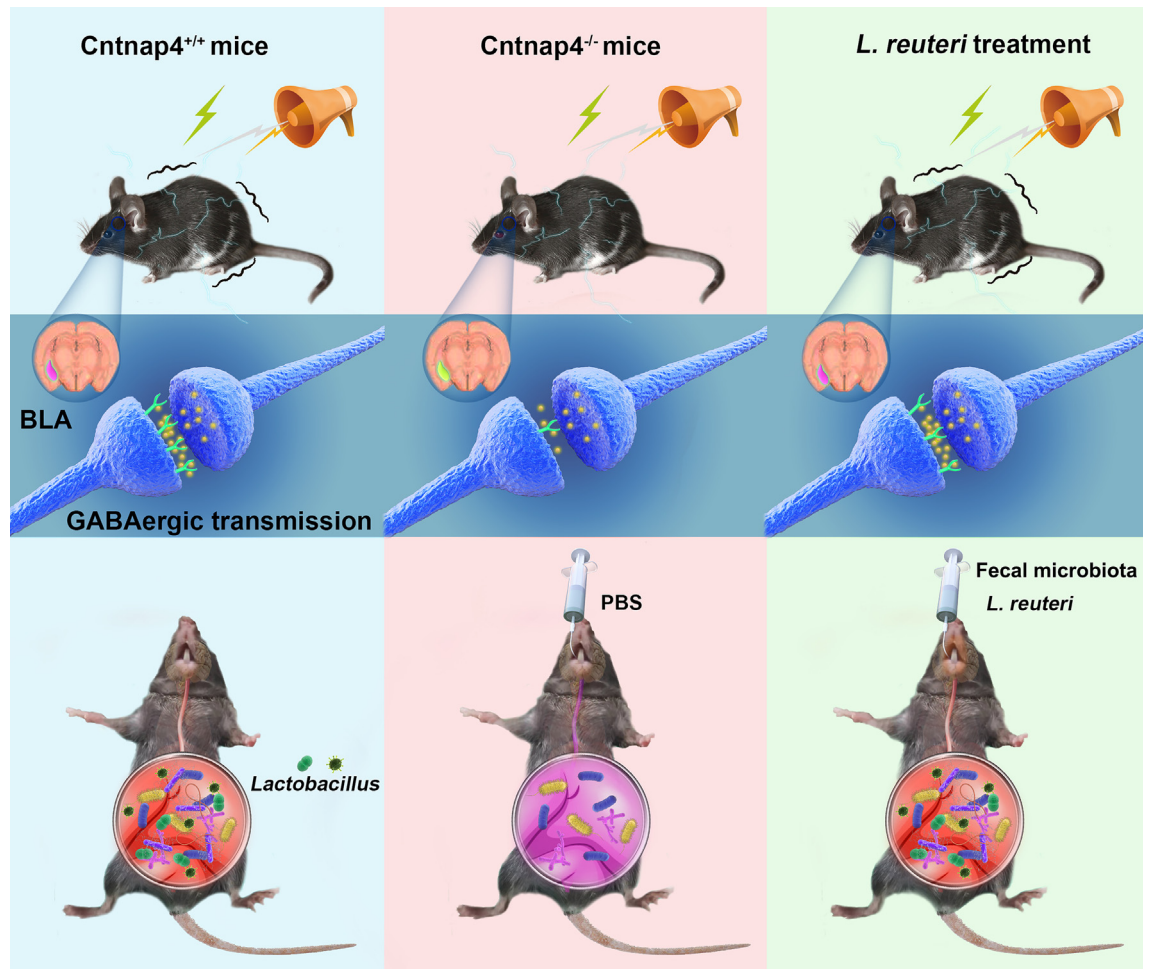 Cntnap4+/+ mice
Cntnap4-/- mice
L. reuteri treatment
BLA
GABAergic transmission
PBS
Fecal microbiota
L. reuteri
Lactobacillus